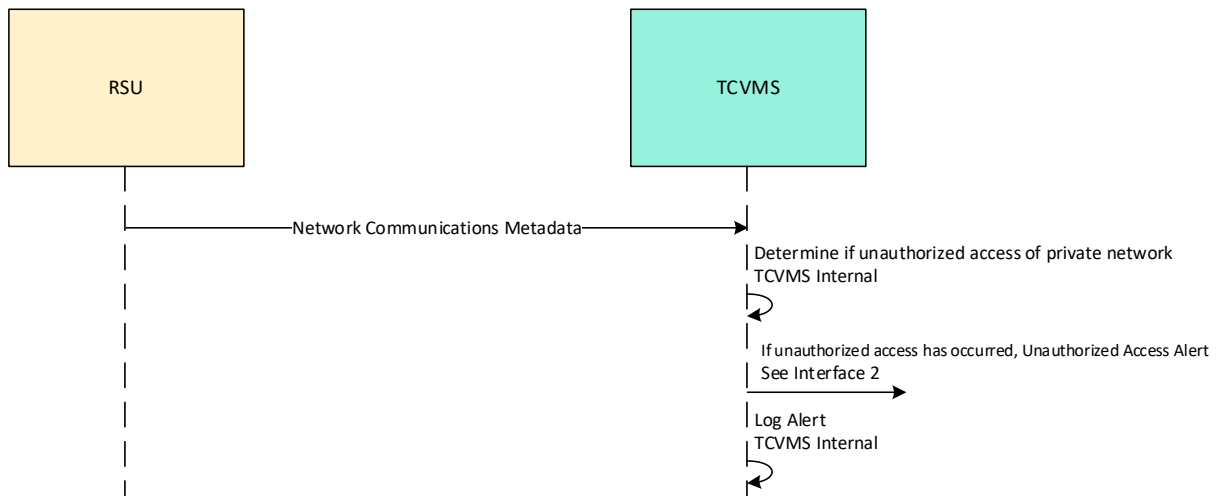 RSU
TCVMS
Network Communications Metadata
Determine if unauthorized access of private network
TCVMS Internal
If unauthorized access has occurred, Unauthorized Access Alert
See Interface 2
Log Alert
TCVMS Internal